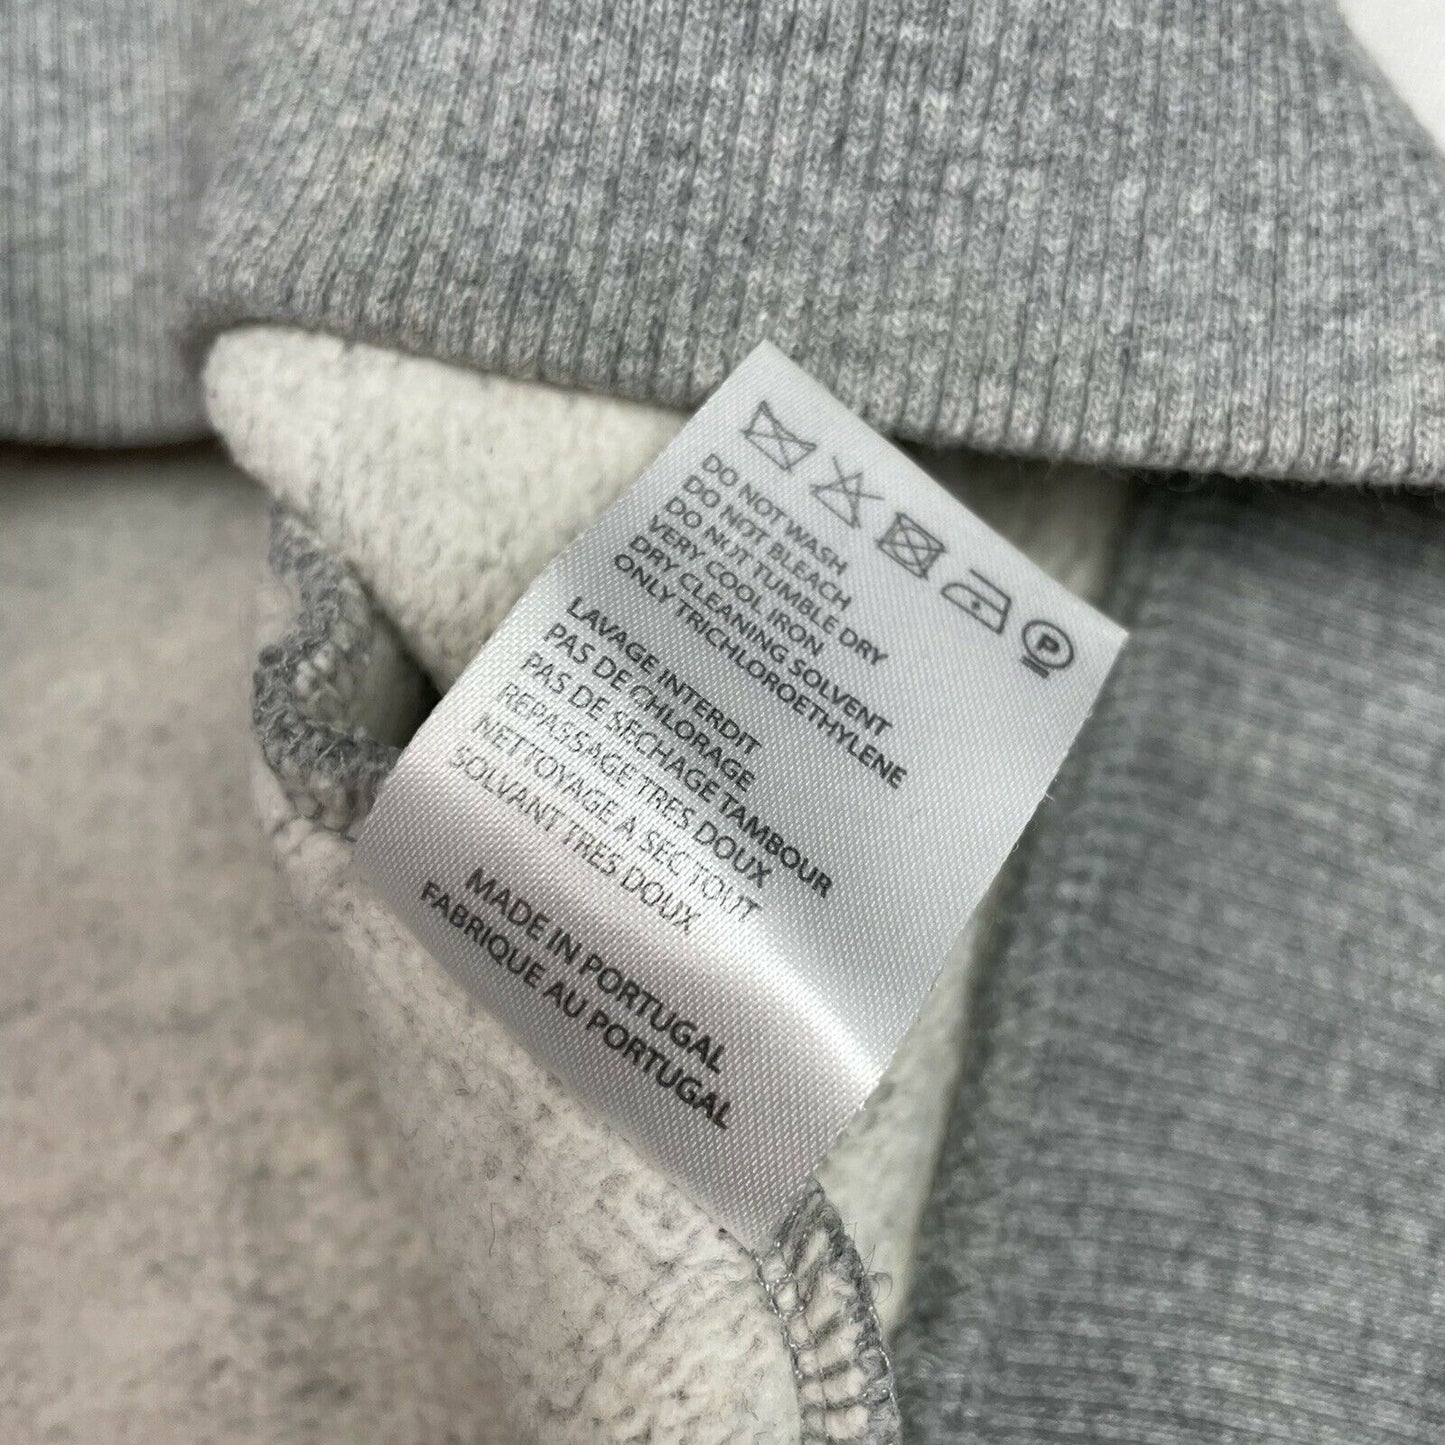 P
DO NOT WASH
DO NOT BLEACH
DO NOT TUMBLE DRY
VERY COOL IRON
DRY CLEANING SOLVENT
ONLY TRICHLOROETHYLENE
LAVAGE INTERDIT
PAS DE CHLORAGE
PAS DE SECHAGE TAMBOUR
REPASSAGE TRES DOUX
NETTOYAGE A SEC TOUT
SOLVANT TRES DOUX
MADE IN PORTUGAL
FABRIQUE AU PORTUGAL